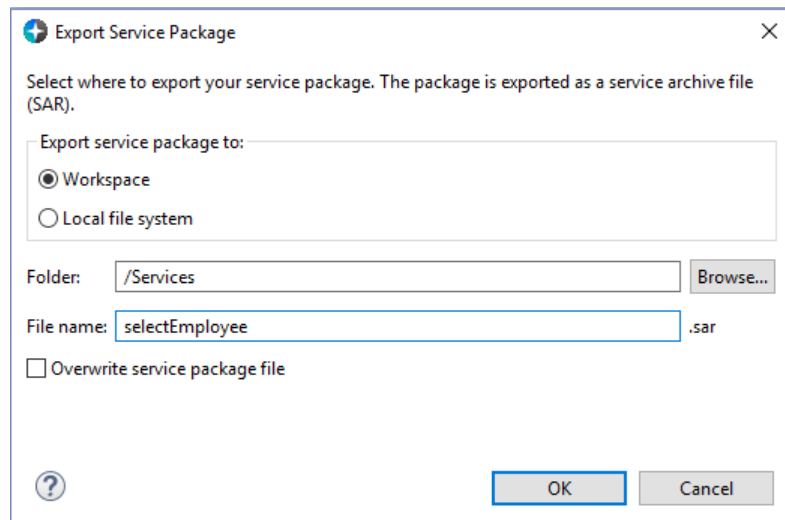 Export Service Package
Select where to export your service package. The package is exported as a service archive file
(SAR).
Export service package to:
Workspace
Local file system
Folder: /Services Browse...
File name: selectEmployee .sar
Overwrite service package file
? OK Cancel